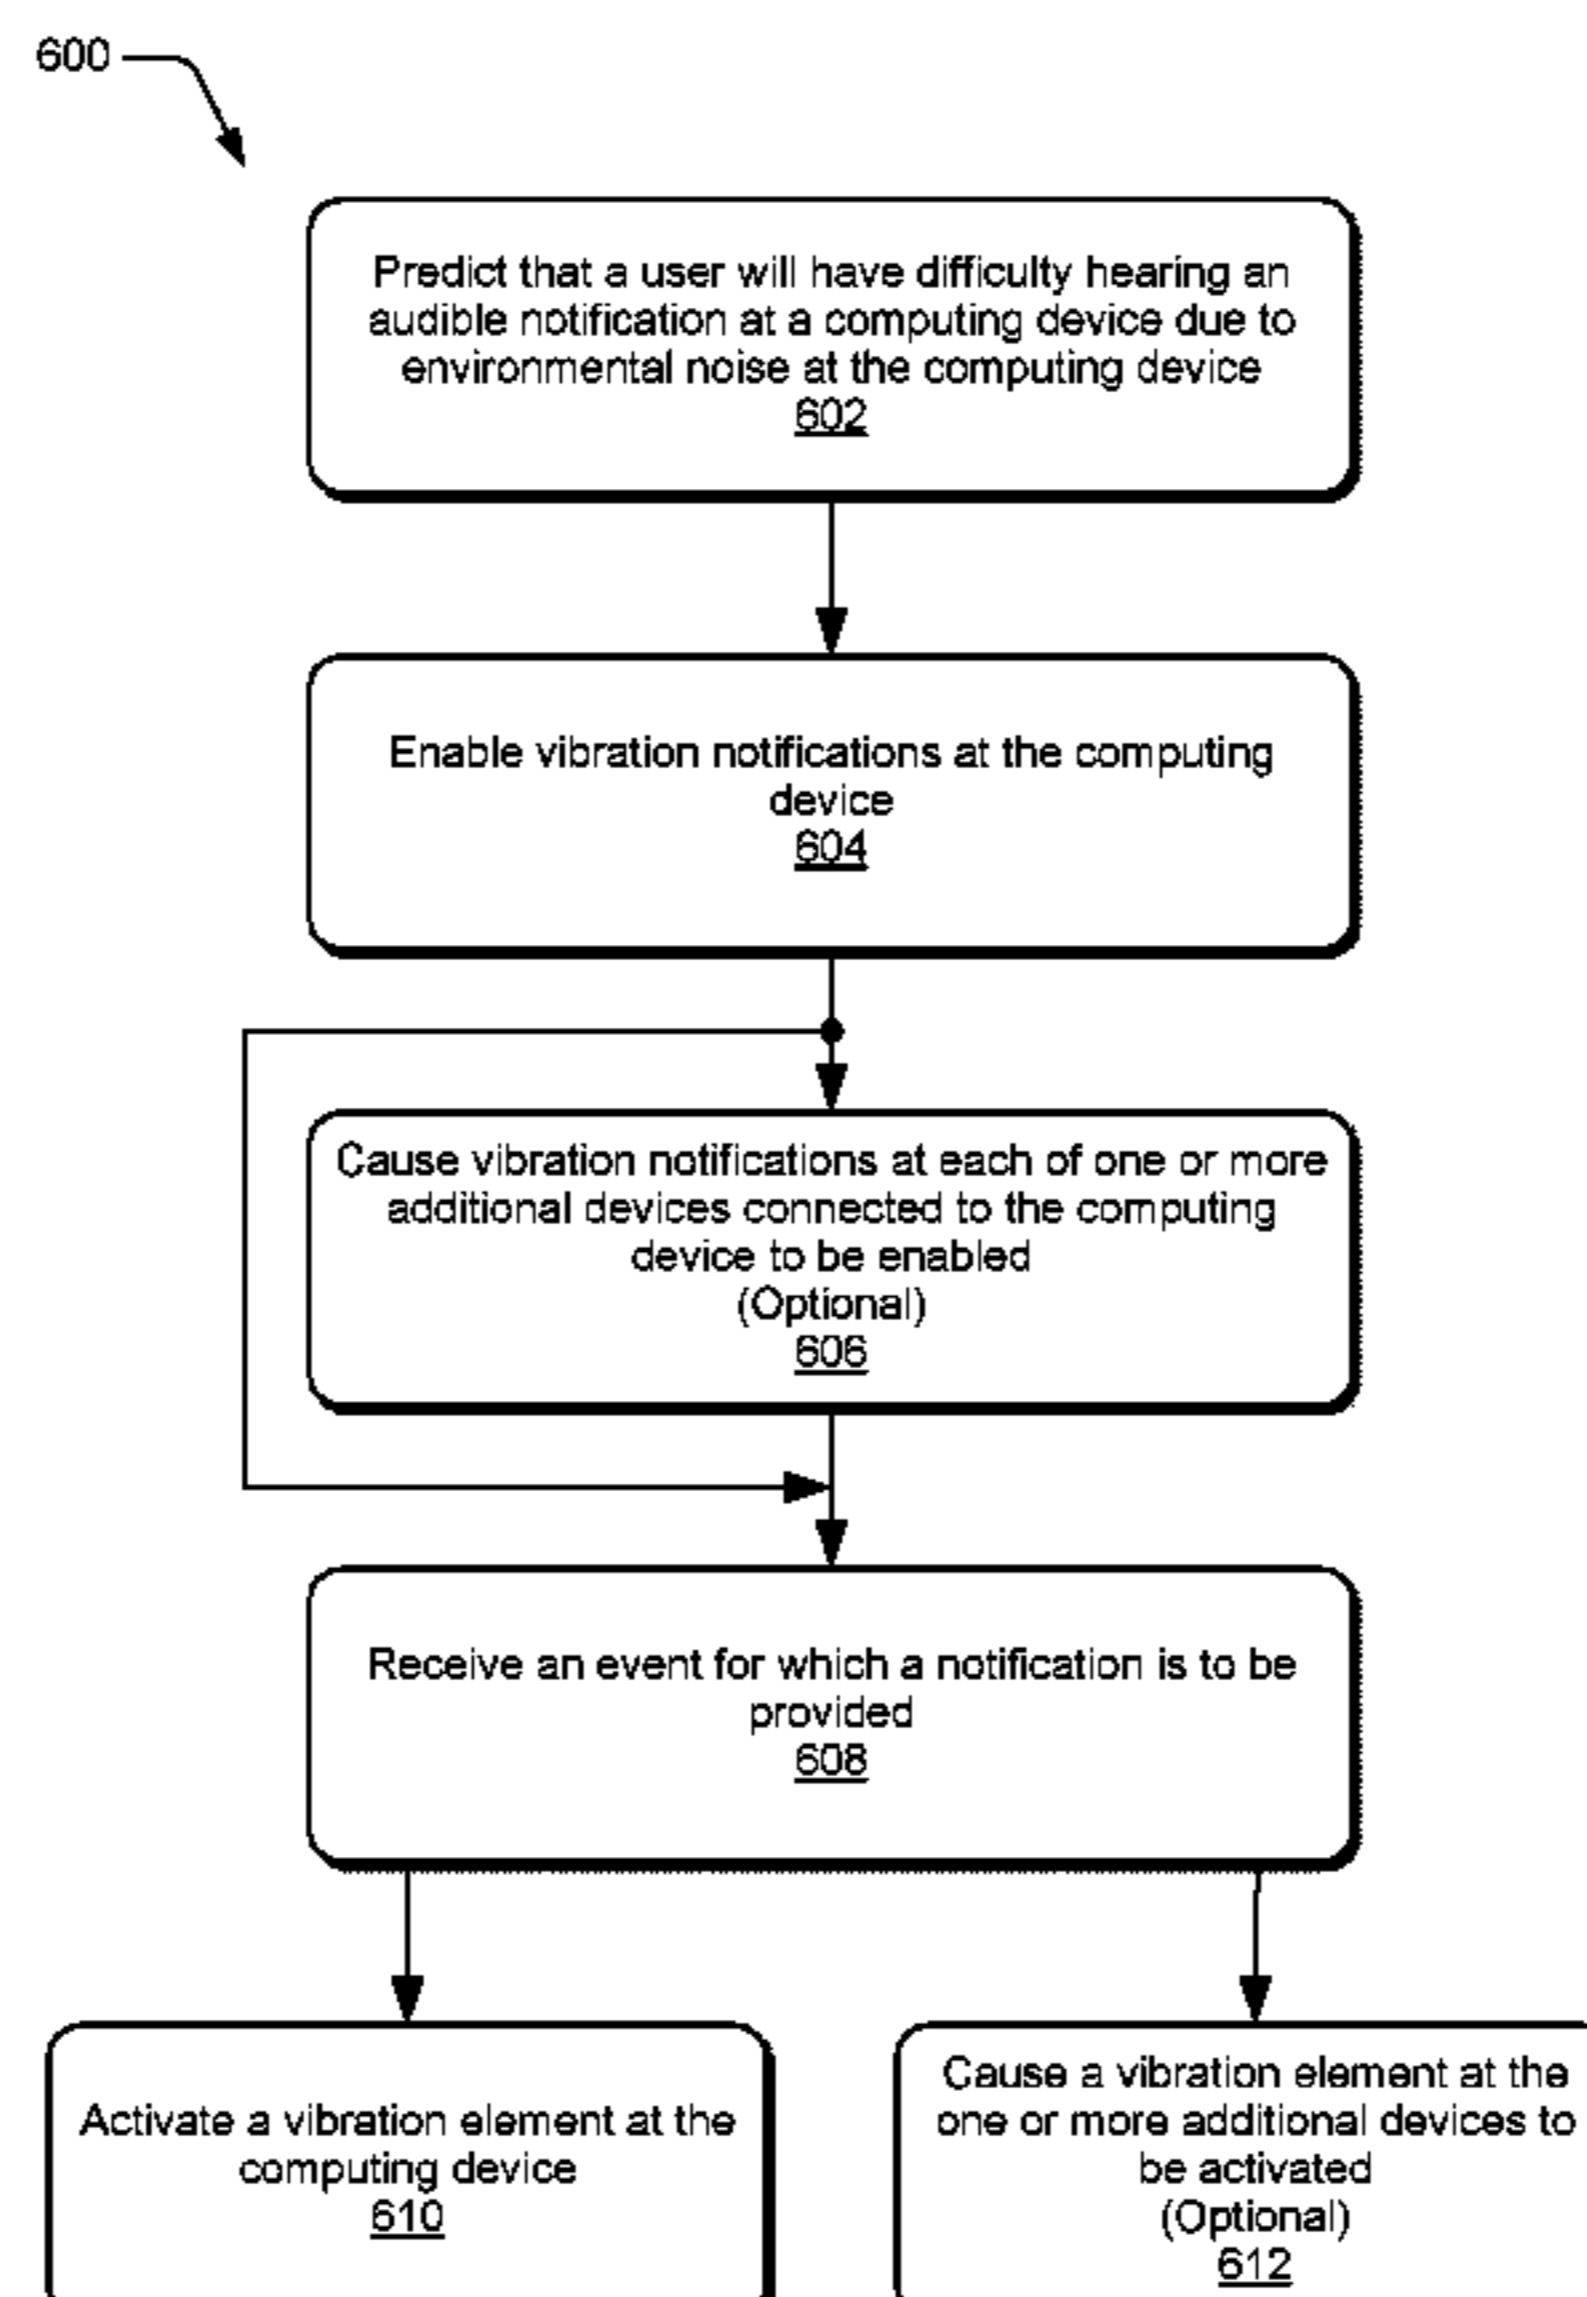 600
Predict that a user will have difficulty hearing an
audible notification at a computing device due to
environmental noise at the computing device
602
Enable vibration notifications at the computing
device
604
Cause vibration notifications at each of one or more
additional devices connected to the computing
device to be enabled
(Optional)
606
Receive an event for which a notification is to be
provided
608
Activate a vibration element at the
computing device
610
Cause a vibration element at the
one or more additional devices to
be activated
(Optional)
612